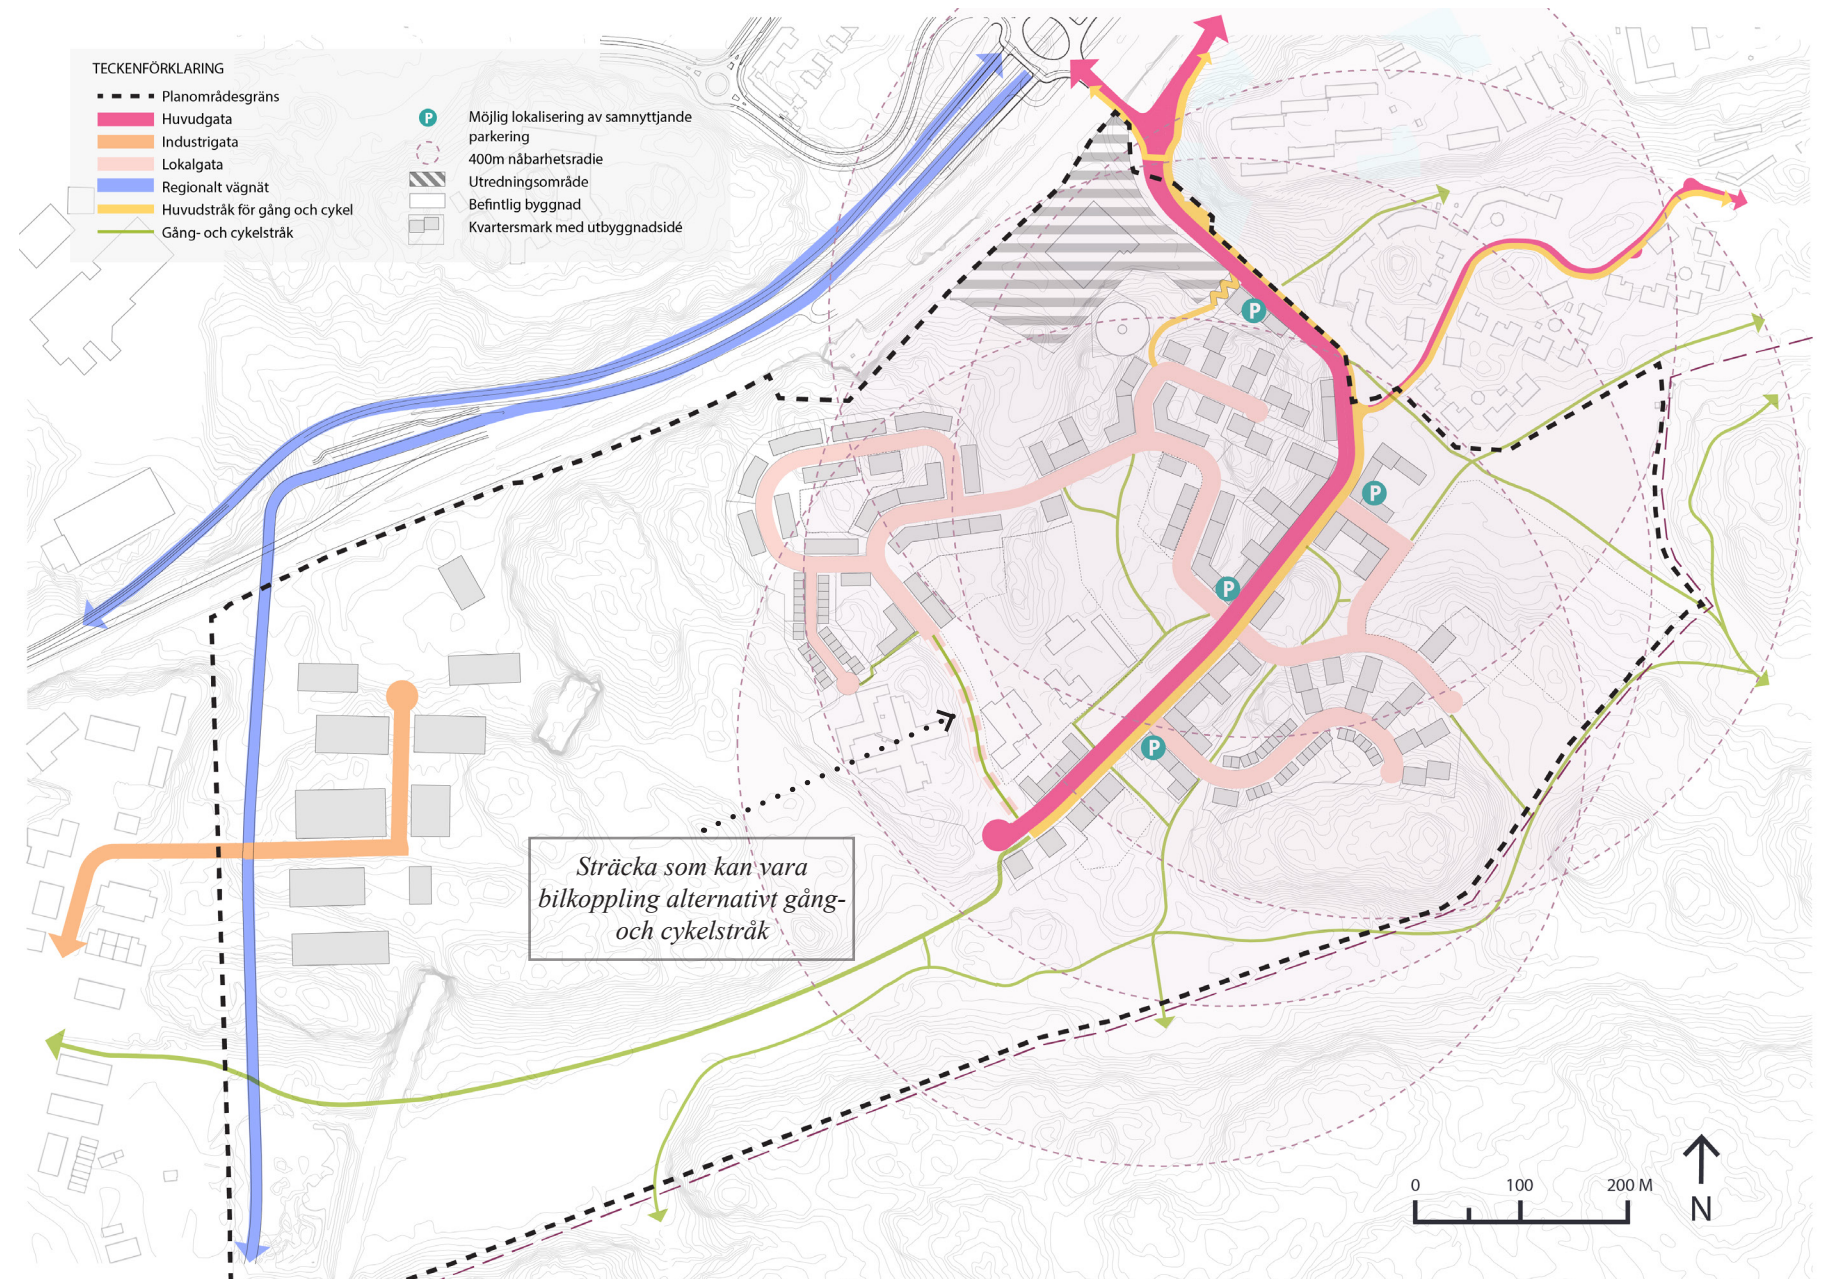 TECKENFÖRKLARING
Planområdesgräns
Huvudgata
Industrigata
Lokalgata
Regionalt vägnät
Huvudstråk för gång och cykel
Gång- och cykelstråk
P Möjlig lokalisering av samnyttjande
parkering
400m nåbarhetsradie
Utredningsområde
Befintlig byggnad
Kvartersmark med utbyggnadsidé
P
P
P
P
Sträcka som kan vara
bilkoppling alternativt gång-
och cykelstråk
0 100 200 M
N